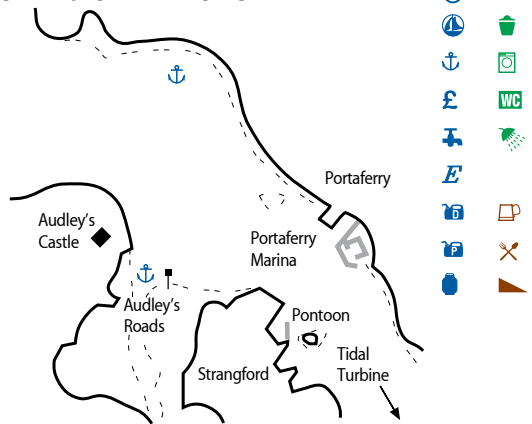 Portaferry
Audley's
Castle
Portaferry
Marina
Audley's
Roads
Pontoon
Strangford
Tidal
Turbine
£
WC
E
D
P